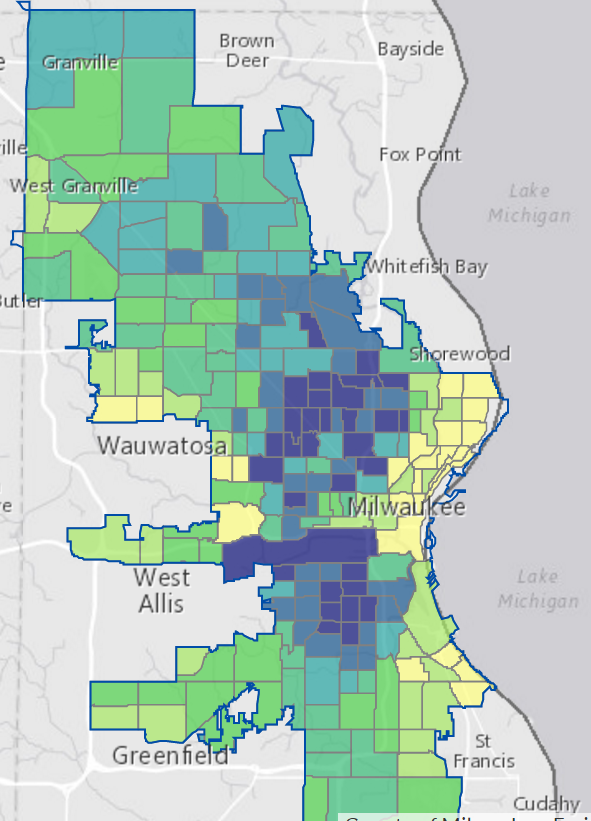 Brown
Deer
Bayside
Granville
ville
Fox Point
West Granville
Lake
Michigan
Whitefish Bay
Butler
Shorewood
Wauwatosa
Milwaukee
West
Allis
Lake
Michigan
Greenfield
St
Francis
Cudahy